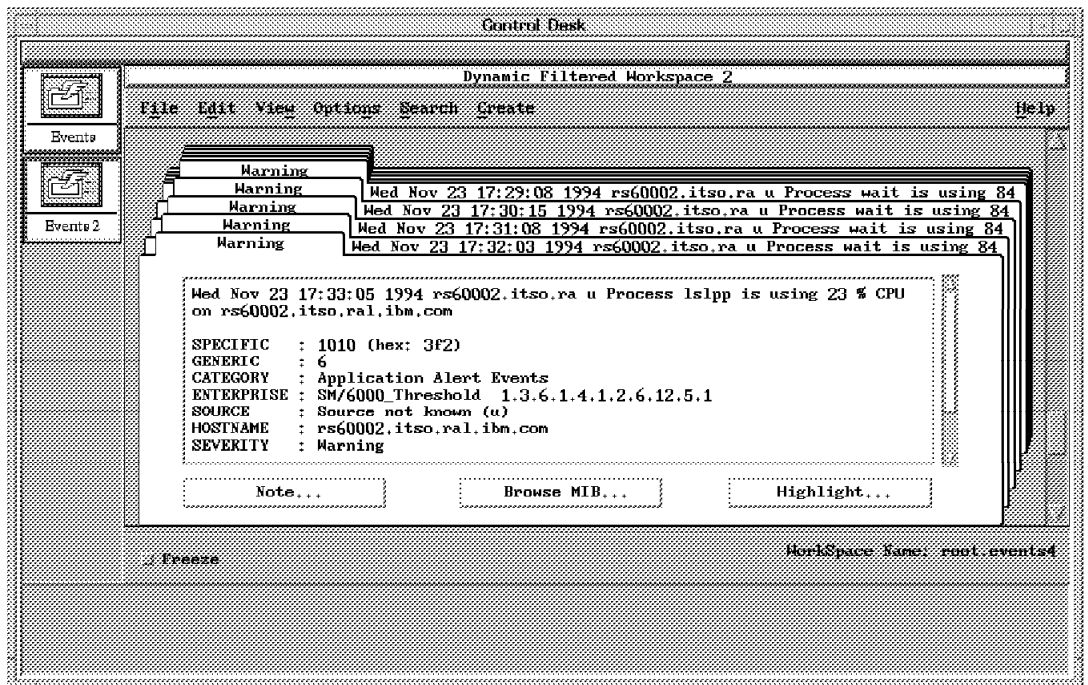 Control Desk
Dynamic Filtered Workspace 2
File Edit View Options Search Create Help
Events
Events 2
Warning
Warning Wed Nov 23 17:29:08 1994 rs60002.itso.ra u Process wait is using 84
Warning Wed Nov 23 17:30:15 1994 rs60002.itso.ra u Process wait is using 84
Warning Wed Nov 23 17:31:08 1994 rs60002.itso.ra u Process wait is using 84
Warning Wed Nov 23 17:32:03 1994 rs60002.itso.ra u Process wait is using 84
Wed Nov 23 17:33:05 1994 rs60002.itso.ra u Process lslpp is using 23 % CPU
on rs60002.itso.ral.ibm.com
SPECIFIC : 1010 (hex: 3f2)
GENERIC : 6
CATEGORY : Application Alert Events
ENTERPRISE : SM/6000_Threshold 1.3.6.1.4.1.2.6.12.5.1
SOURCE : Source not known (u)
HOSTNAME : rs60002.itso.ral.ibm.com
SEVERITY : Warning
Note... Browse MIB... Highlight...
Freeze
WorkSpace Name: root.events4